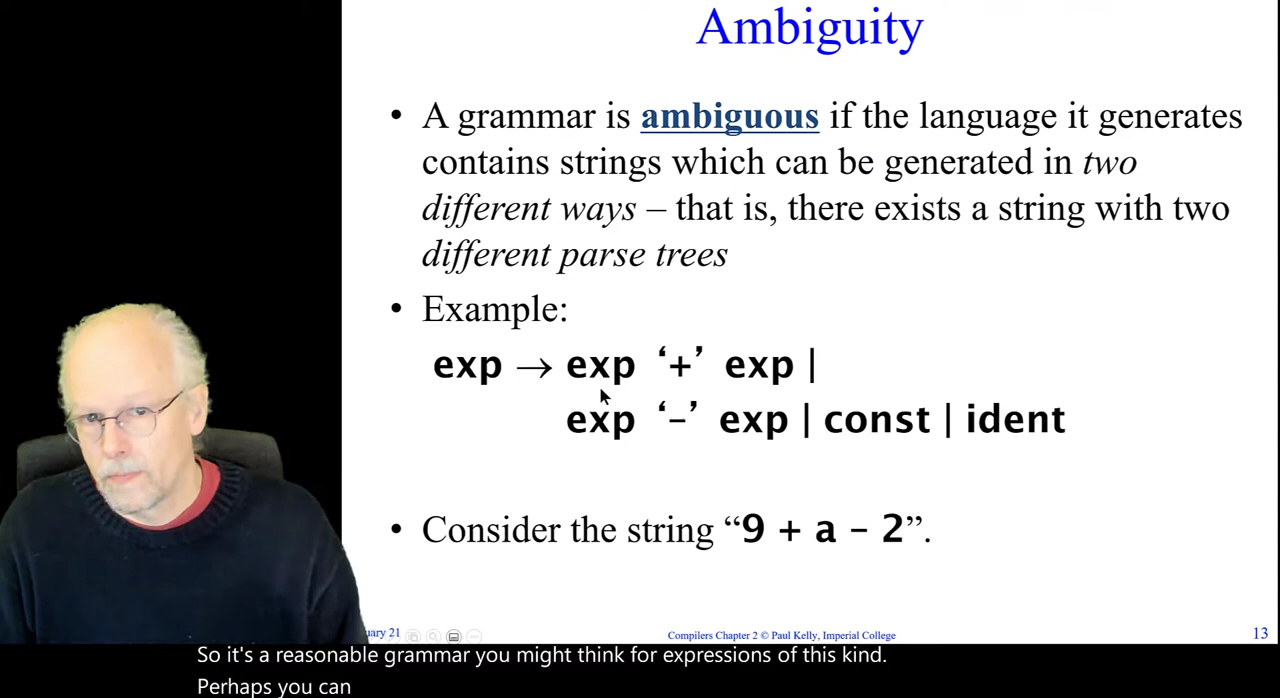 Ambiguity
• A grammar is ambiguous if the language it generates
contains strings which can be generated in two
different ways – that is, there exists a string with two
different parse trees
• Example:
exp → exp ‘+’ exp |
exp ‘–’ exp | const | ident
• Consider the string “9 + a – 2”.
uary 21
Compilers Chapter 2 © Paul Kelly, Imperial College
13
So it's a reasonable grammar you might think for expressions of this kind.
Perhaps you can